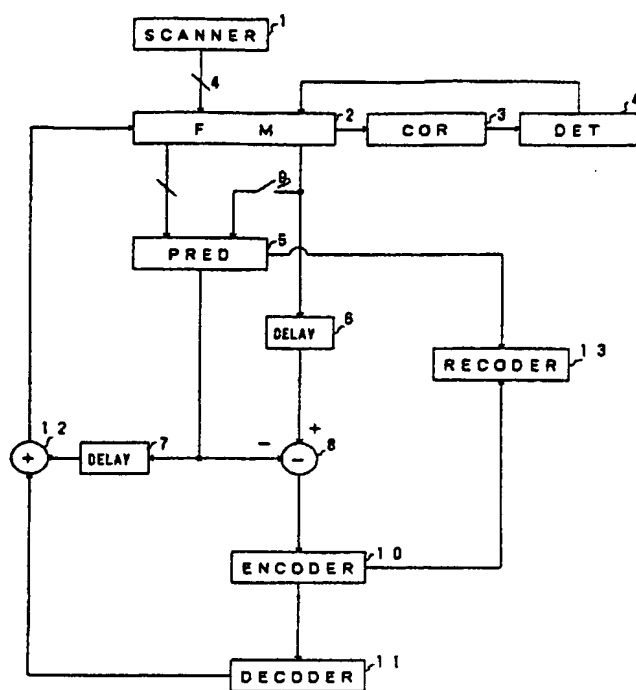 SCANNER 1
4
F M 2
COR 3
DET 4
9
PRED 5
DELAY 6
RECODER 13
12
+
DELAY 7
-
+
- 8
ENCODER 10
DECODER 11